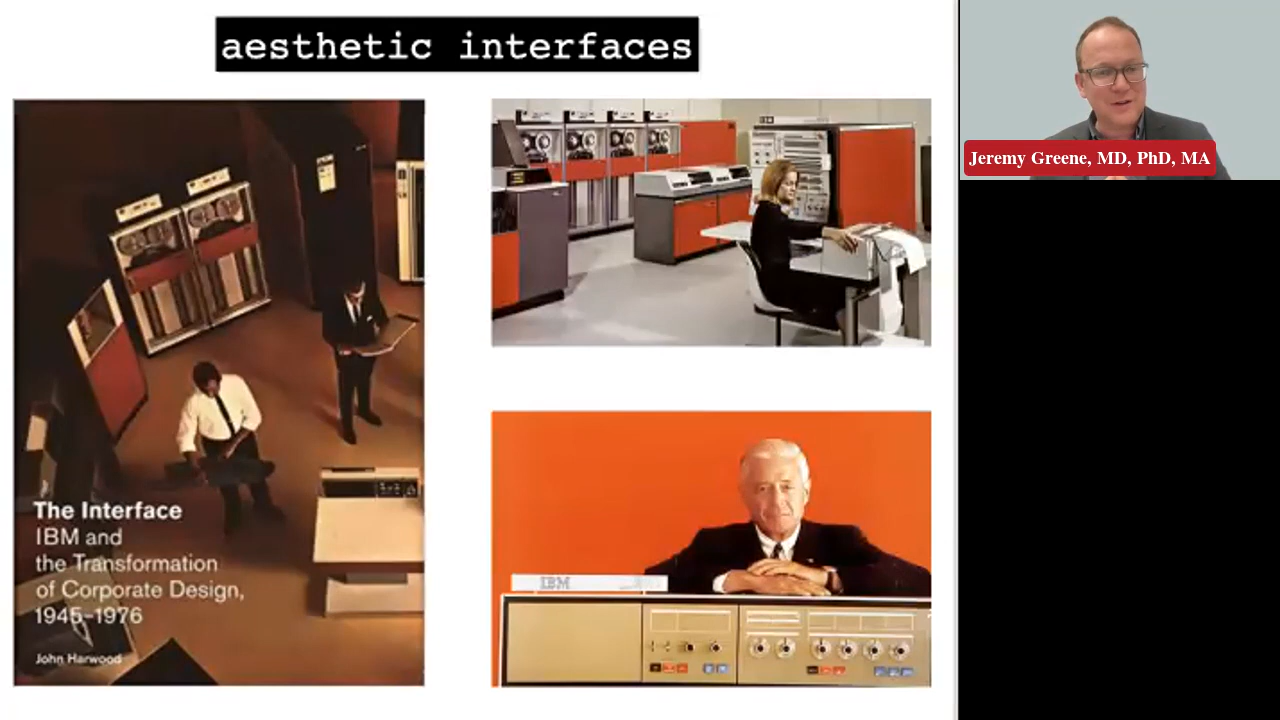 aesthetic interfaces
Jeremy Greene, MD, PhD, MA
The Interface
IBM and
the Transformation
of Corporate Design,
1945–1976
John Harwood
IBM